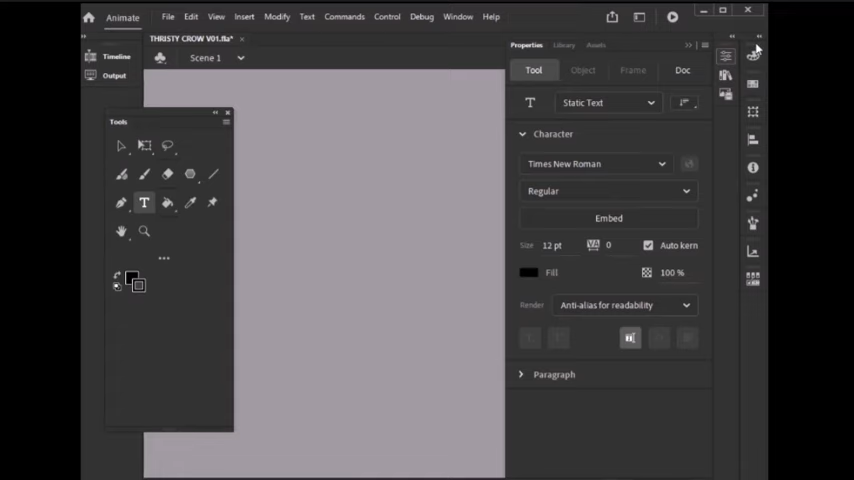 Animate File Edit View Insert Modify Text Commands Control Debug Window Help
THRISTY CROW V01.fla* ×
Scene 1
Timeline
Output
Tools
T
Properties Library Assets
Tool Object Frame Doc
T Static Text
Character
Times New Roman
Regular
Embed
Size 12 pt VA 0 Auto kern
Fill 100 %
Render Anti-alias for readability
Paragraph